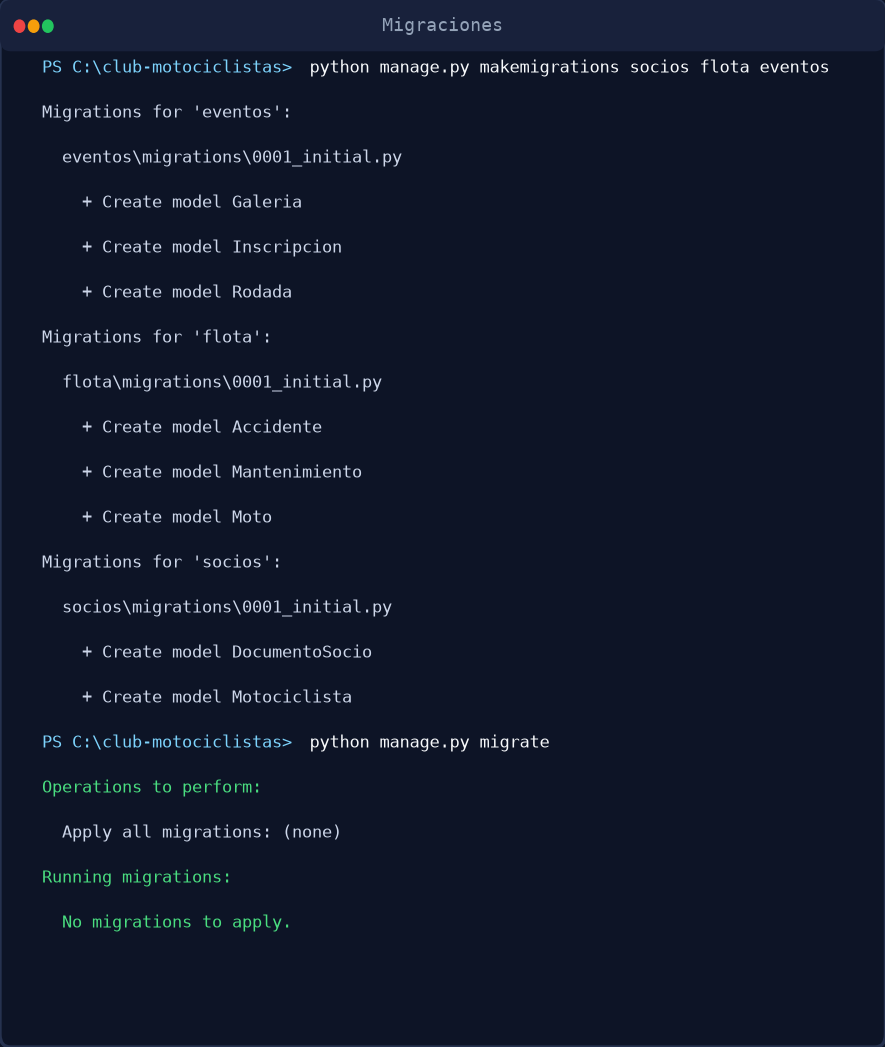 Migraciones
PS C:\club-motociclistas> python manage.py makemigrations socios flota eventos
Migrations for 'eventos':
eventos\migrations\0001_initial.py
+ Create model Galeria
+ Create model Inscripcion
+ Create model Rodada
Migrations for 'flota':
flota\migrations\0001_initial.py
+ Create model Accidente
+ Create model Mantenimiento
+ Create model Moto
Migrations for 'socios':
socios\migrations\0001_initial.py
+ Create model DocumentoSocio
+ Create model Motociclista
PS C:\club-motociclistas> python manage.py migrate
Operations to perform:
Apply all migrations: (none)
Running migrations:
No migrations to apply.